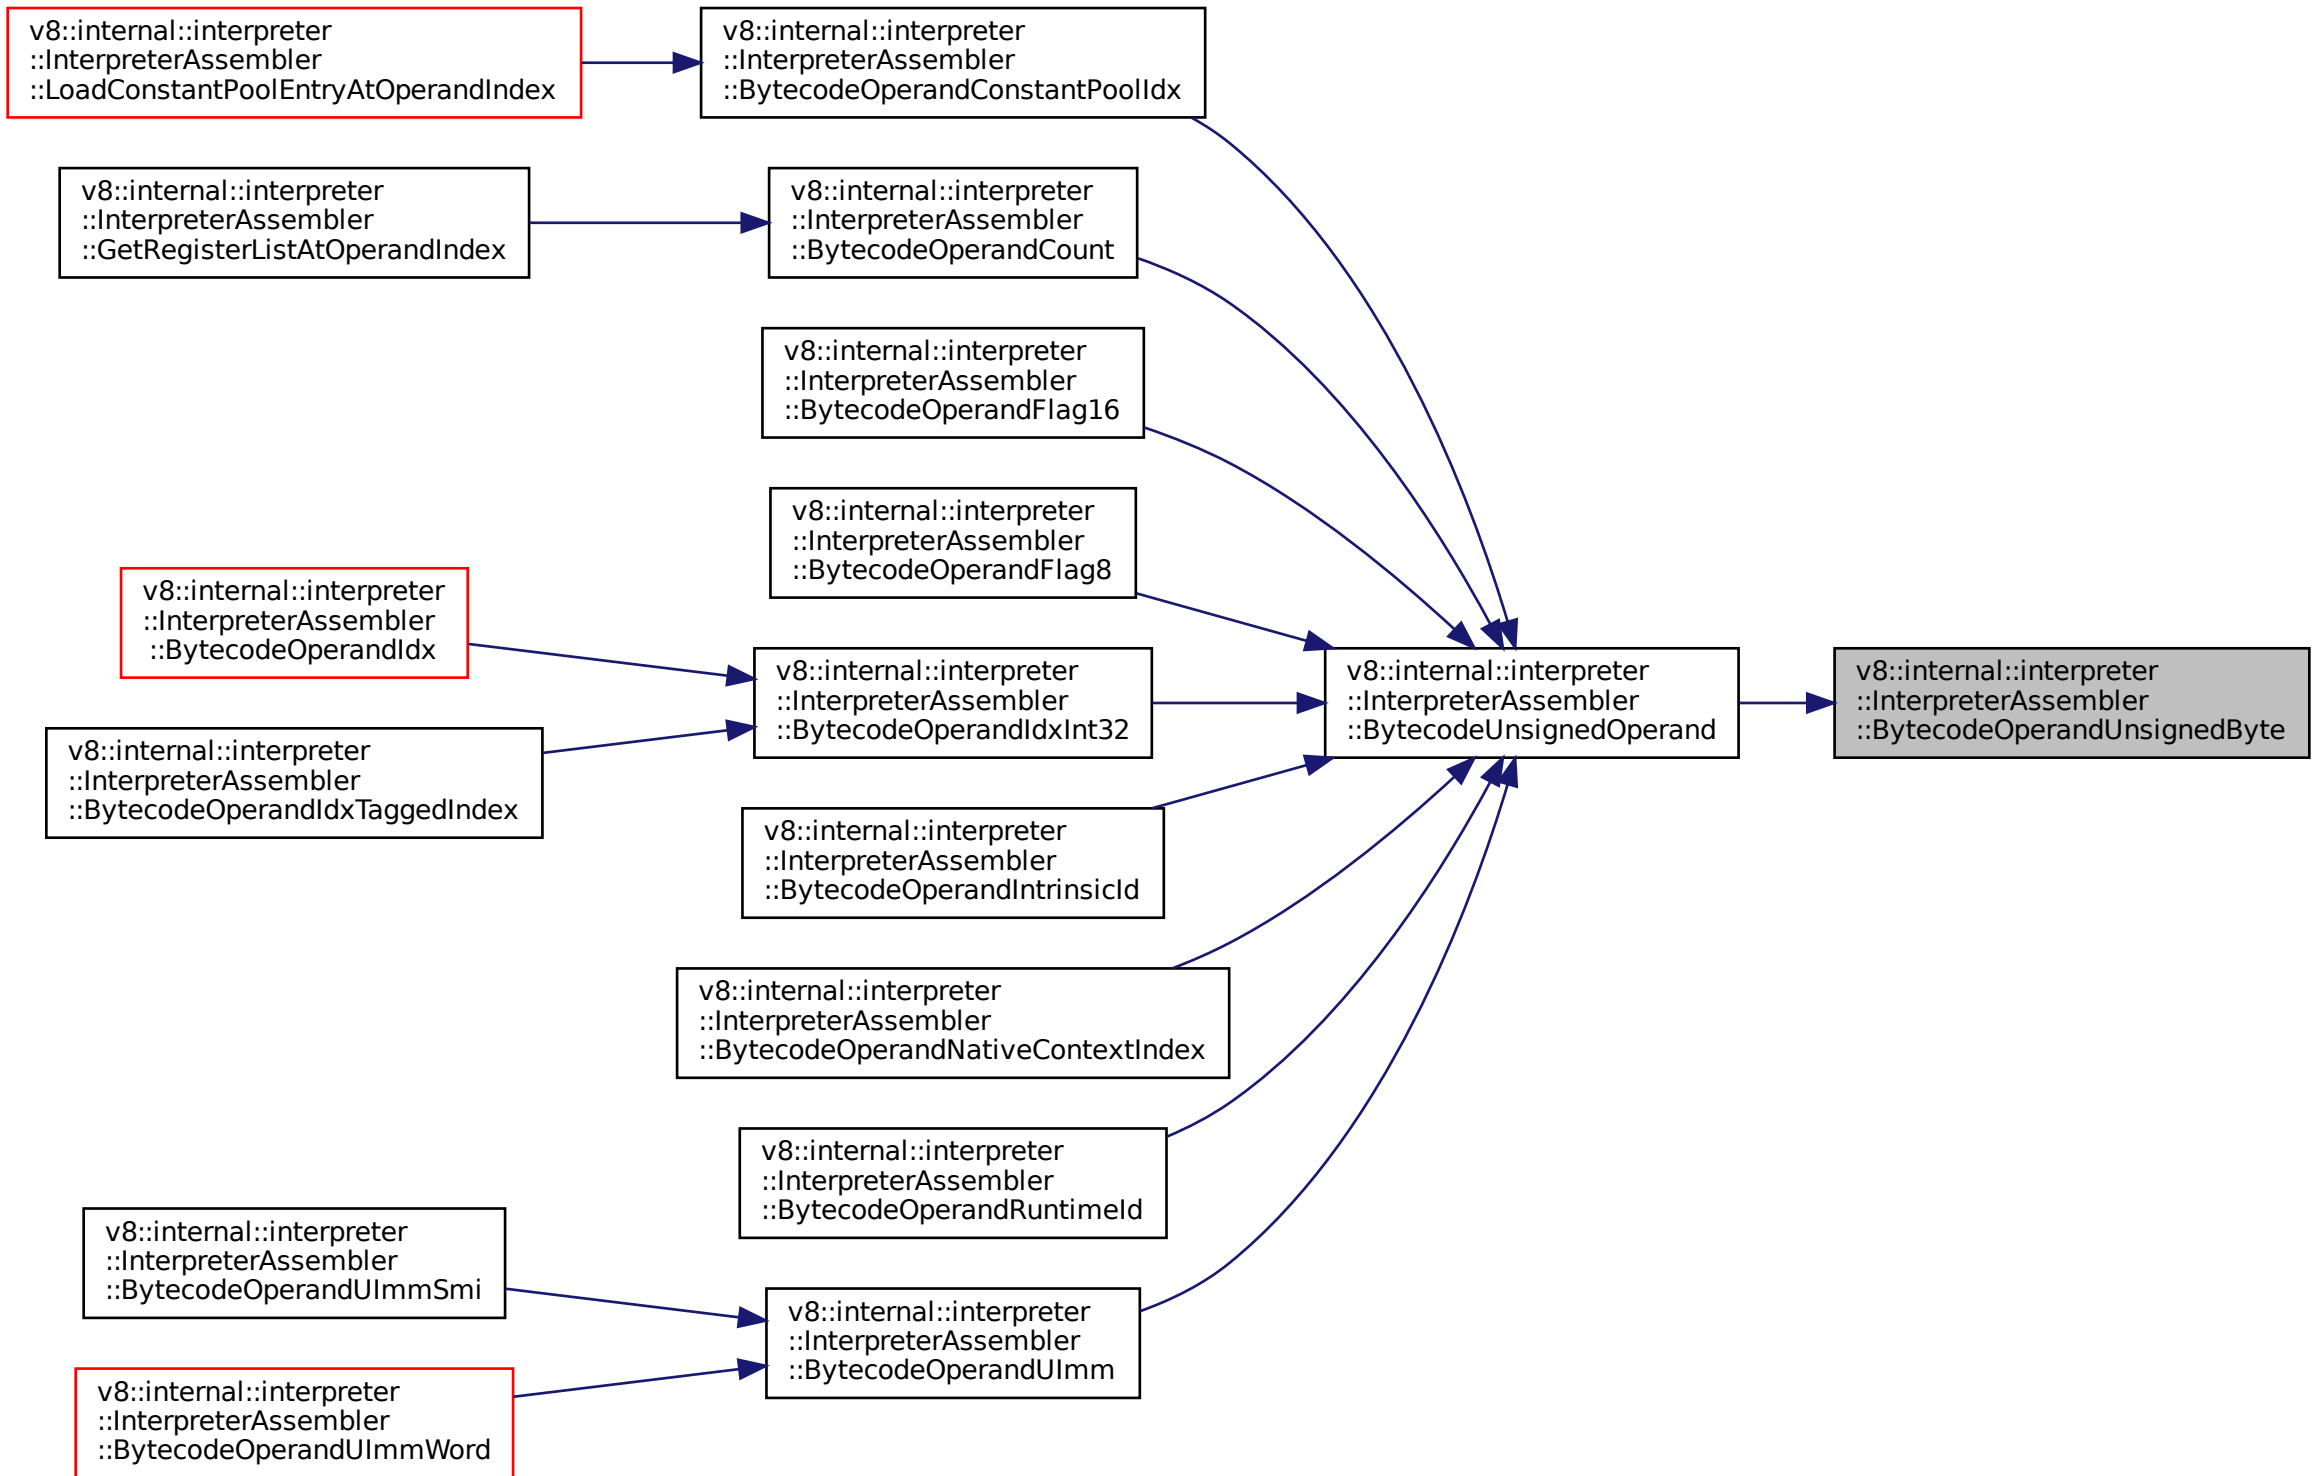 v8::internal::interpreter
::InterpreterAssembler
::LoadConstantPoolEntryAtOperandIndex
v8::internal::interpreter
::InterpreterAssembler
::BytecodeOperandConstantPoolIdx
v8::internal::interpreter
::InterpreterAssembler
::GetRegisterListAtOperandIndex
v8::internal::interpreter
::InterpreterAssembler
::BytecodeOperandCount
v8::internal::interpreter
::InterpreterAssembler
::BytecodeOperandFlag16
v8::internal::interpreter
::InterpreterAssembler
::BytecodeOperandFlag8
v8::internal::interpreter
::InterpreterAssembler
::BytecodeOperandIdx
v8::internal::interpreter
::InterpreterAssembler
::BytecodeOperandIdxInt32
v8::internal::interpreter
::InterpreterAssembler
::BytecodeUnsignedOperand
v8::internal::interpreter
::InterpreterAssembler
::BytecodeOperandUnsignedByte
v8::internal::interpreter
::InterpreterAssembler
::BytecodeOperandIdxTaggedIndex
v8::internal::interpreter
::InterpreterAssembler
::BytecodeOperandIntrinsicId
v8::internal::interpreter
::InterpreterAssembler
::BytecodeOperandNativeContextIndex
v8::internal::interpreter
::InterpreterAssembler
::BytecodeOperandRuntimeId
v8::internal::interpreter
::InterpreterAssembler
::BytecodeOperandUImmSmi
v8::internal::interpreter
::InterpreterAssembler
::BytecodeOperandUImm
v8::internal::interpreter
::InterpreterAssembler
::BytecodeOperandUImmWord